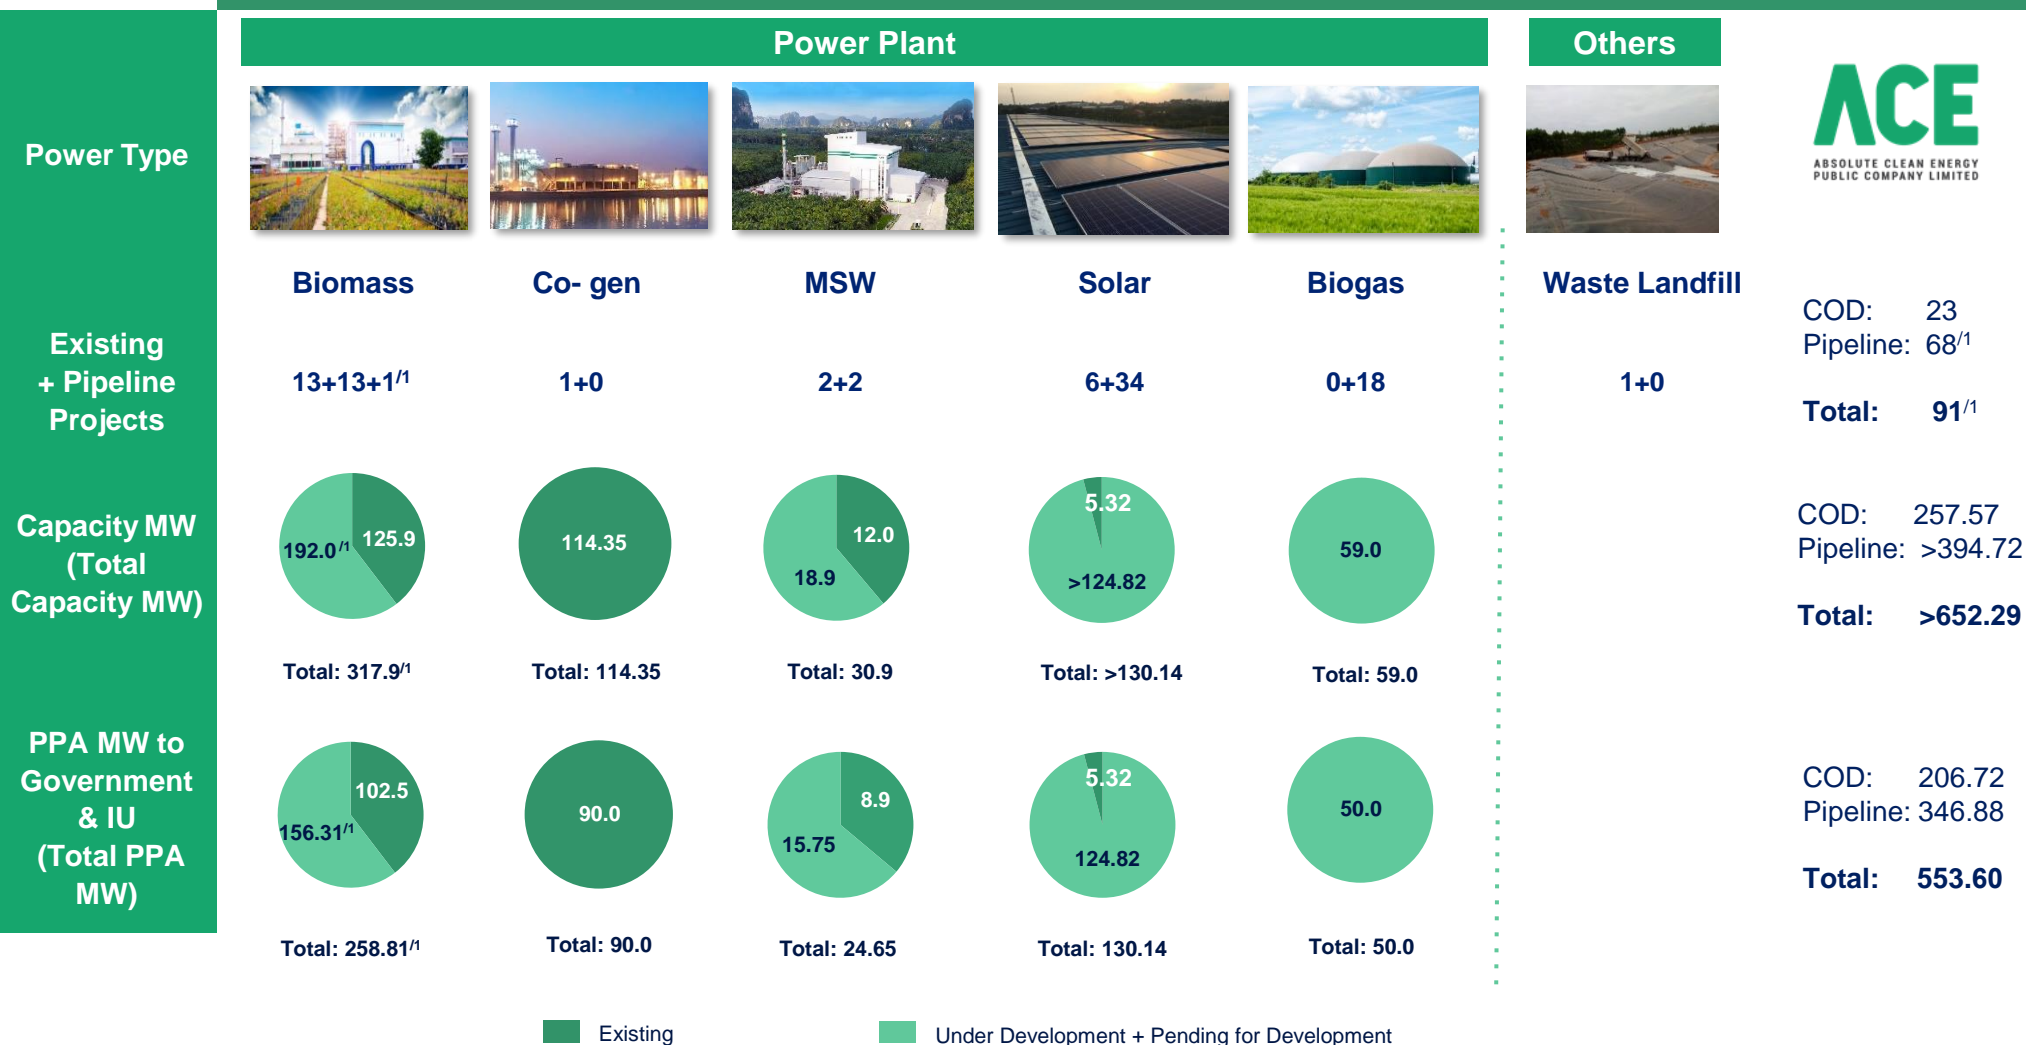 Power Plant
Others
Power Type
ACE
ABSOLUTE CLEAN ENERGY
PUBLIC COMPANY LIMITED
Biomass
Co- gen
MSW
Solar
Biogas
Waste Landfill
Existing
+ Pipeline
Projects
13+13+1/1
1+0
2+2
6+34
0+18
1+0
COD: 23
Pipeline: 68/1
Total: 91/1
Capacity MW
(Total
Capacity MW)
192.0/1
125.9
114.35
12.0
18.9
5.32
>124.82
59.0
COD: 257.57
Pipeline: >394.72
Total: >652.29
Total: 317.9/1
Total: 114.35
Total: 30.9
Total: >130.14
Total: 59.0
PPA MW to
Government
& IU
(Total PPA
MW)
102.5
156.31/1
90.0
8.9
15.75
5.32
124.82
50.0
COD: 206.72
Pipeline: 346.88
Total: 553.60
Total: 258.81/1
Total: 90.0
Total: 24.65
Total: 130.14
Total: 50.0
Existing
Under Development + Pending for Development